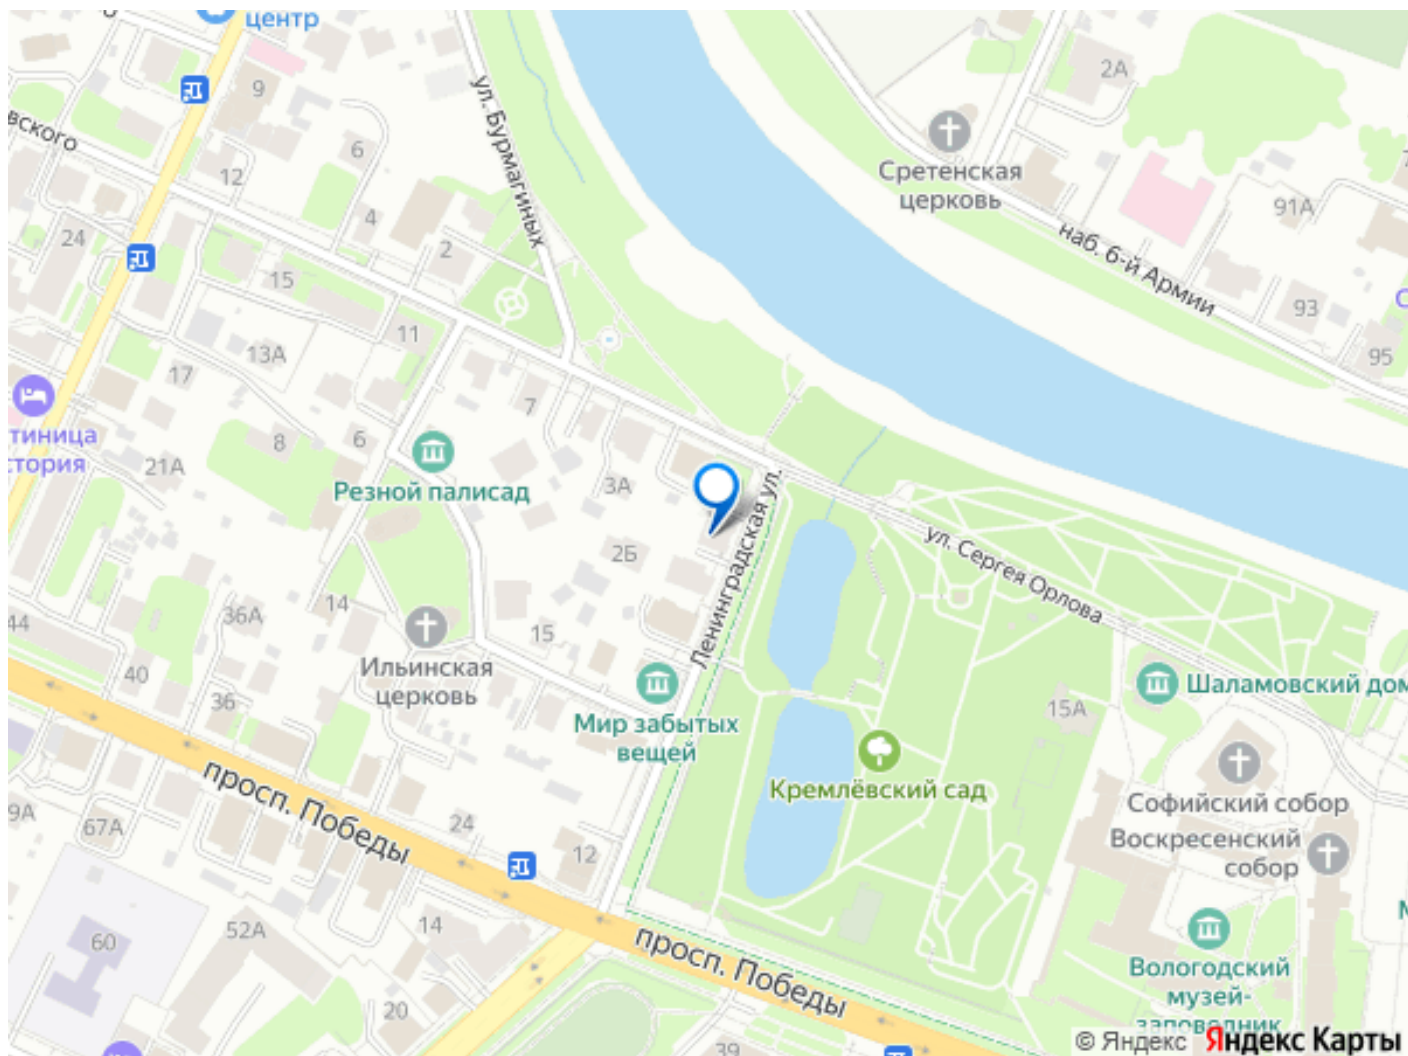 центр
9
2А
вского
ул. Бурмагиных
6
12
Сретенская
церковь
91А
4
24
2
наб. 6-й Армии
15
93
11
13А
95
17
7
тиница
стория
8
6
21А
Резной палисад
3А
Ленинградская ул.
2Б
ул. Сергея Орлова
36А
14
44
15
Ильинская
церковь
40
36
Мир забытых
вещей
15А
Шаламовский дом
Кремлёвский сад
Софийский собор
Воскресенский
собор
просп. Победы
9А
67А
24
12
60
52А
14
просп. Победы
Вологодский
музей-
заповедник
20
39
© Яндекс Яндекс Карты